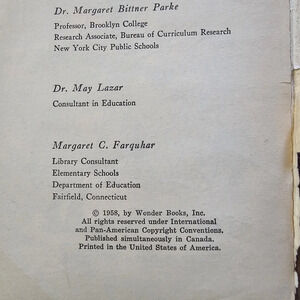 Dr. Margaret Bittner Parke
Professor, Brooklyn College
Research Associate, Bureau of Curriculum Research
New York City Public Schools
Dr. May Lazar
Consultant in Education
Margaret C. Farquhar
Library Consultant
Elementary Schools
Department of Education
Fairfield, Connecticut
© 1958, by Wonder Books, Inc.
All rights reserved under International
and Pan-American Copyright Conventions.
Published simultaneously in Canada.
Printed in the United States of America.